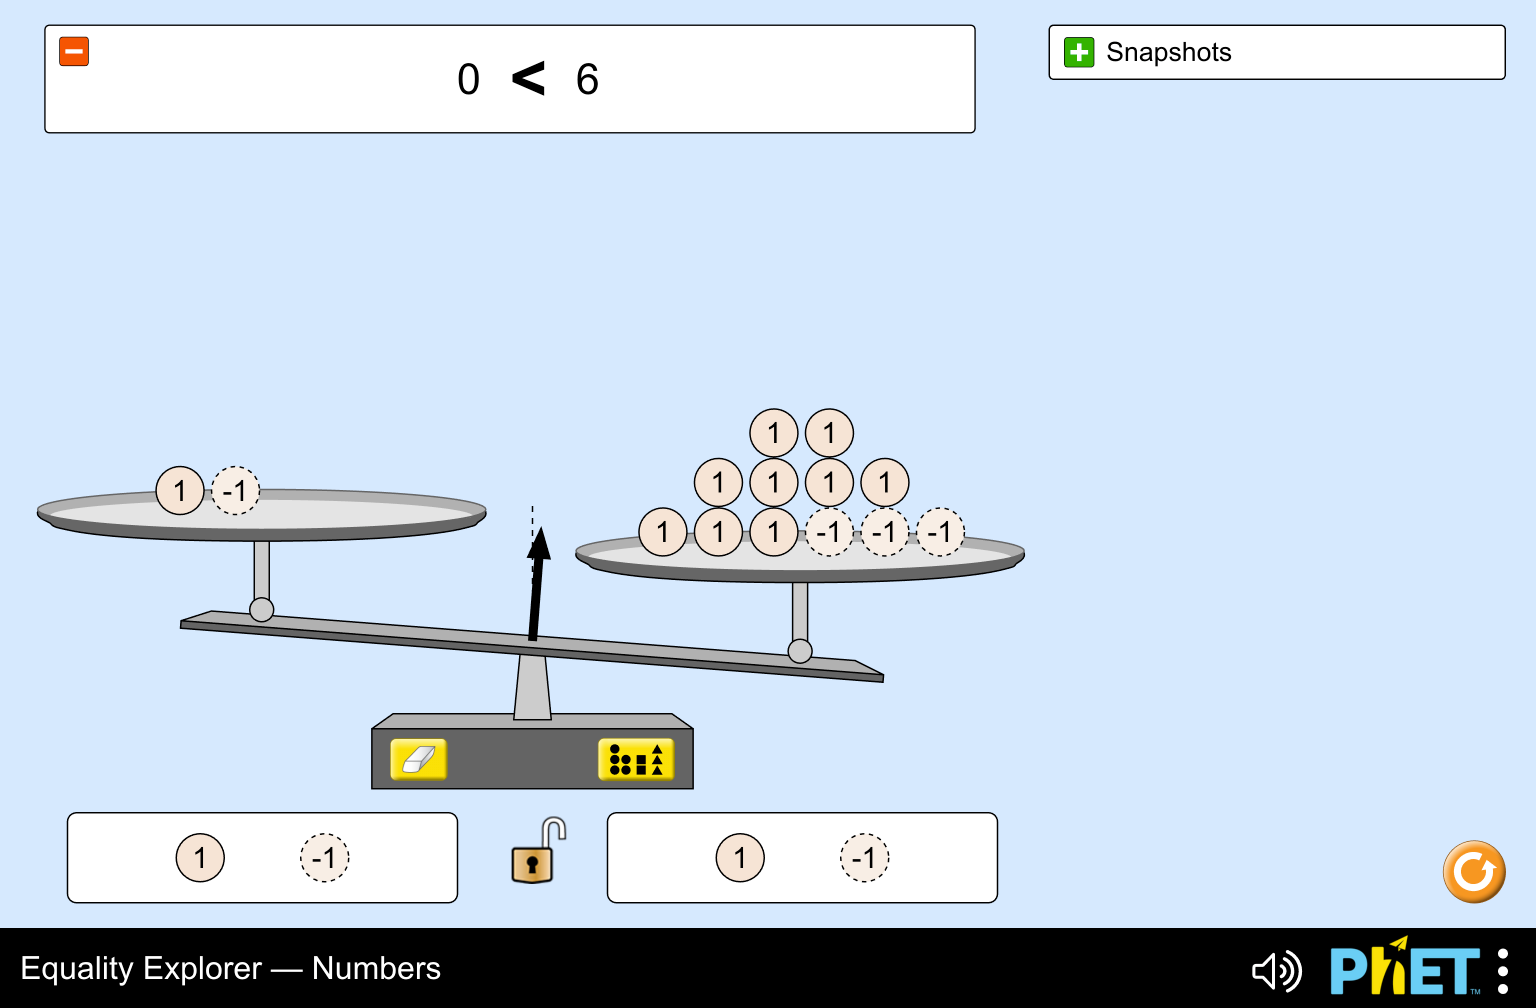 0 < 6
Snapshots
1 1
1 -1 1 1 1 1
1 1 1 -1 -1 -1
1 -1 1 -1
Equality Explorer — Numbers
PhET™